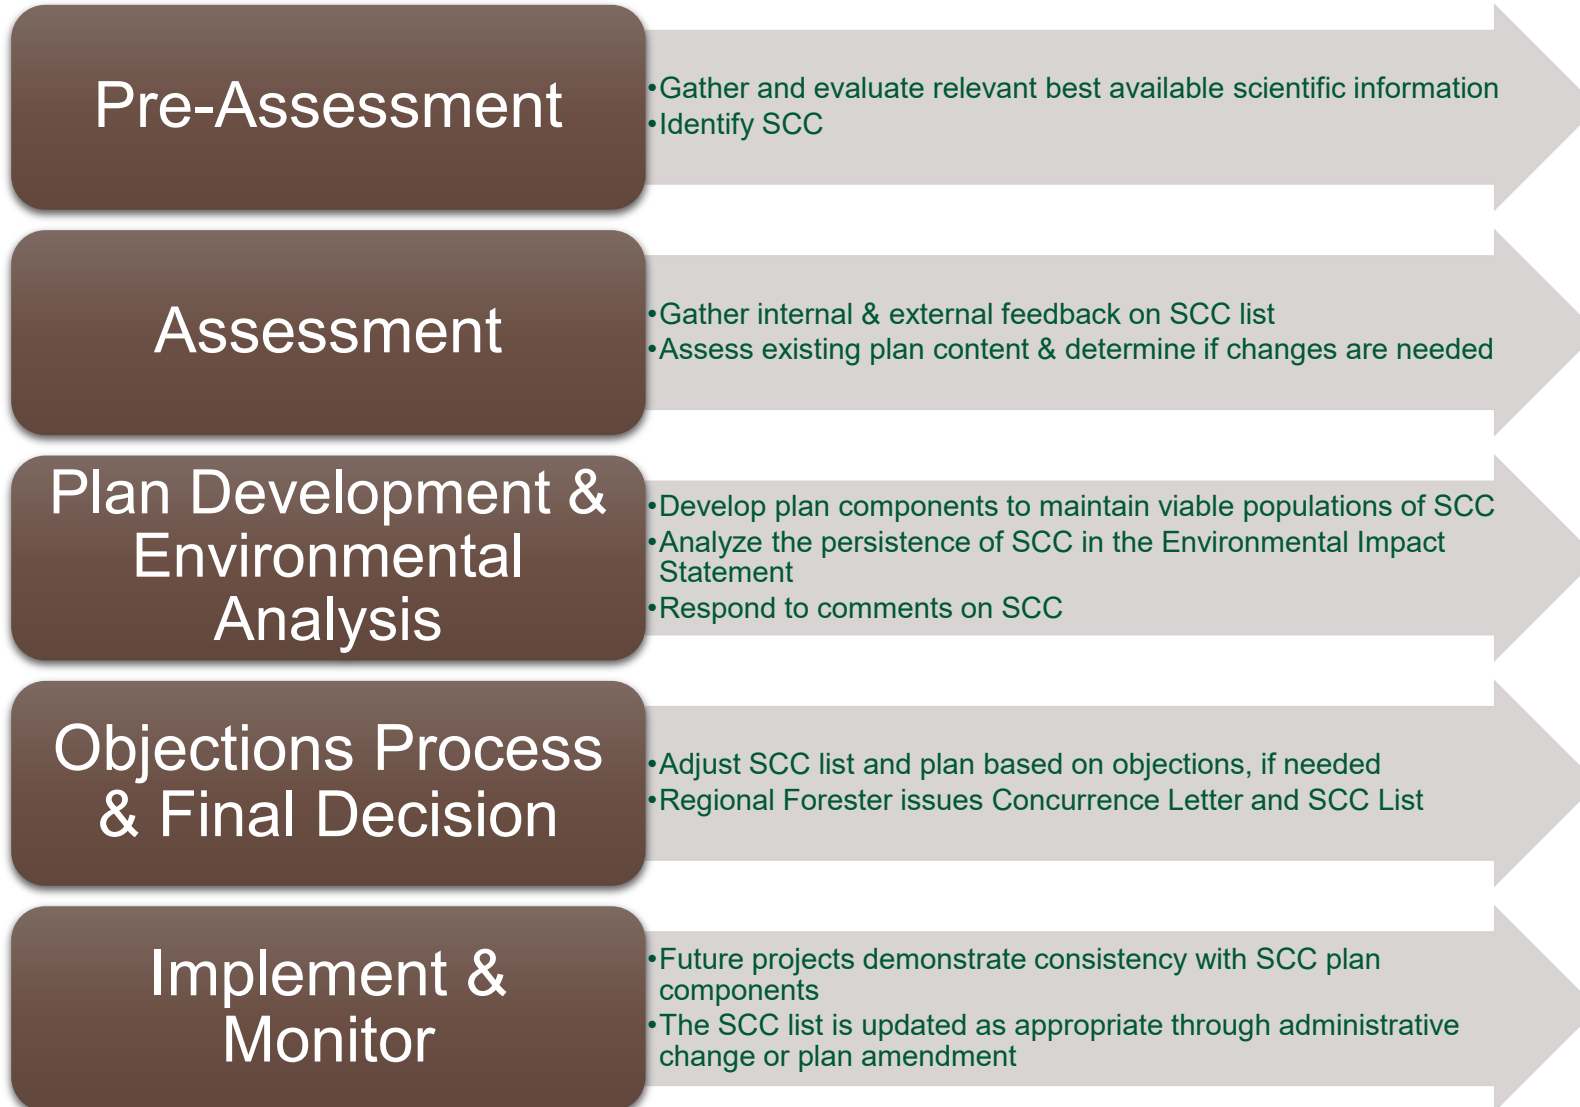 Pre-Assessment
•Gather and evaluate relevant best available scientific information
•Identify SCC
Assessment
•Gather internal & external feedback on SCC list
•Assess existing plan content & determine if changes are needed
Plan Development &
Environmental
Analysis
•Develop plan components to maintain viable populations of SCC
•Analyze the persistence of SCC in the Environmental Impact
Statement
•Respond to comments on SCC
Objections Process
& Final Decision
•Adjust SCC list and plan based on objections, if needed
•Regional Forester issues Concurrence Letter and SCC List
Implement &
Monitor
•Future projects demonstrate consistency with SCC plan
components
•The SCC list is updated as appropriate through administrative
change or plan amendment